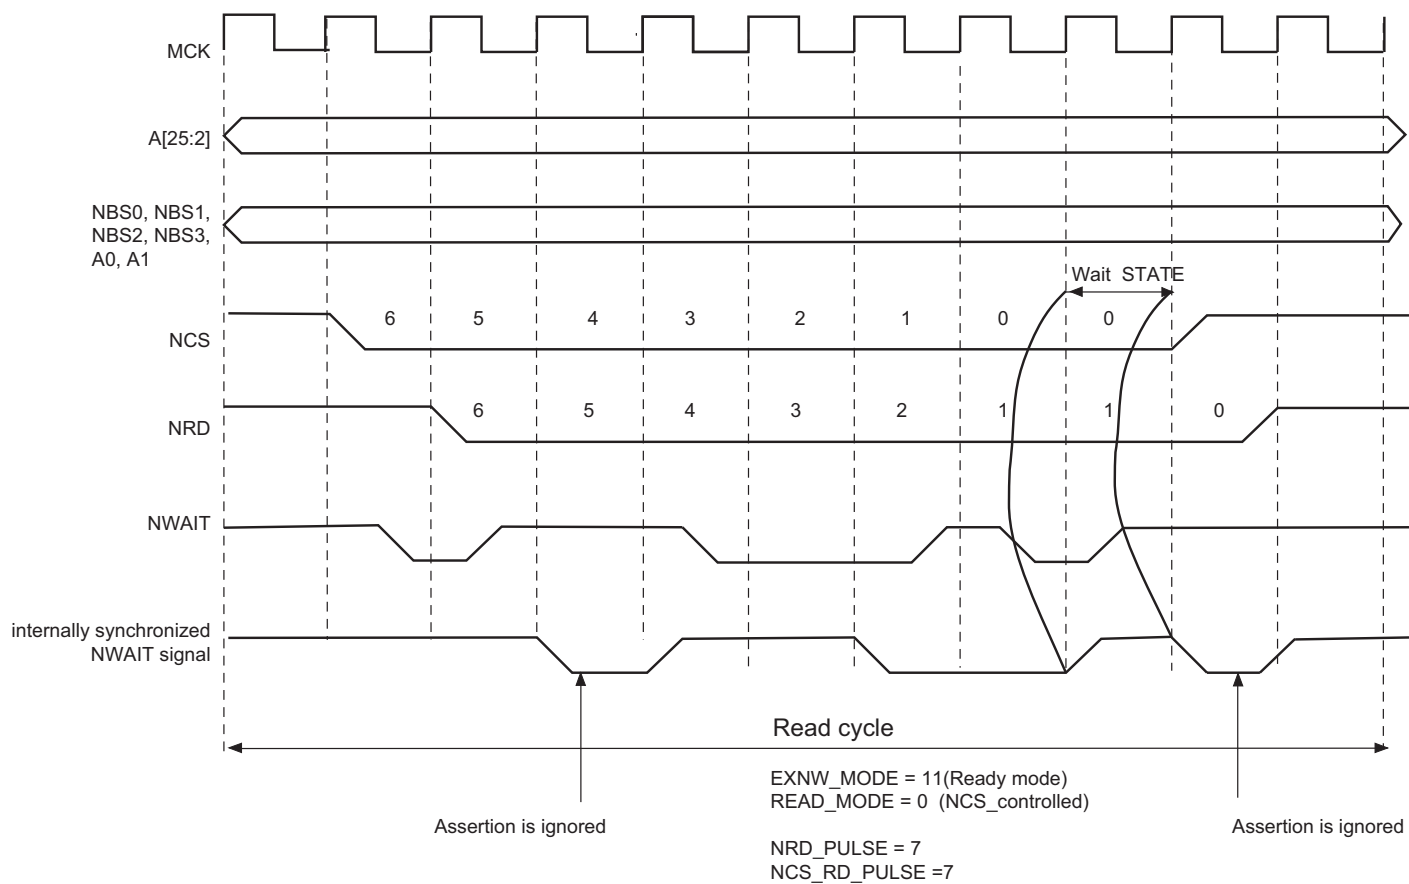 MCK
A[25:2]
NBS0, NBS1,
NBS2, NBS3,
A0, A1
Wait STATE
NCS
6 5 4 3 2 1 0 0
NRD
6 5 4 3 2 1 1 0
NWAIT
internally synchronized
NWAIT signal
Read cycle
EXNW_MODE = 11(Ready mode)
READ_MODE = 0 (NCS_controlled)
Assertion is ignored
Assertion is ignored
NRD_PULSE = 7
NCS_RD_PULSE =7